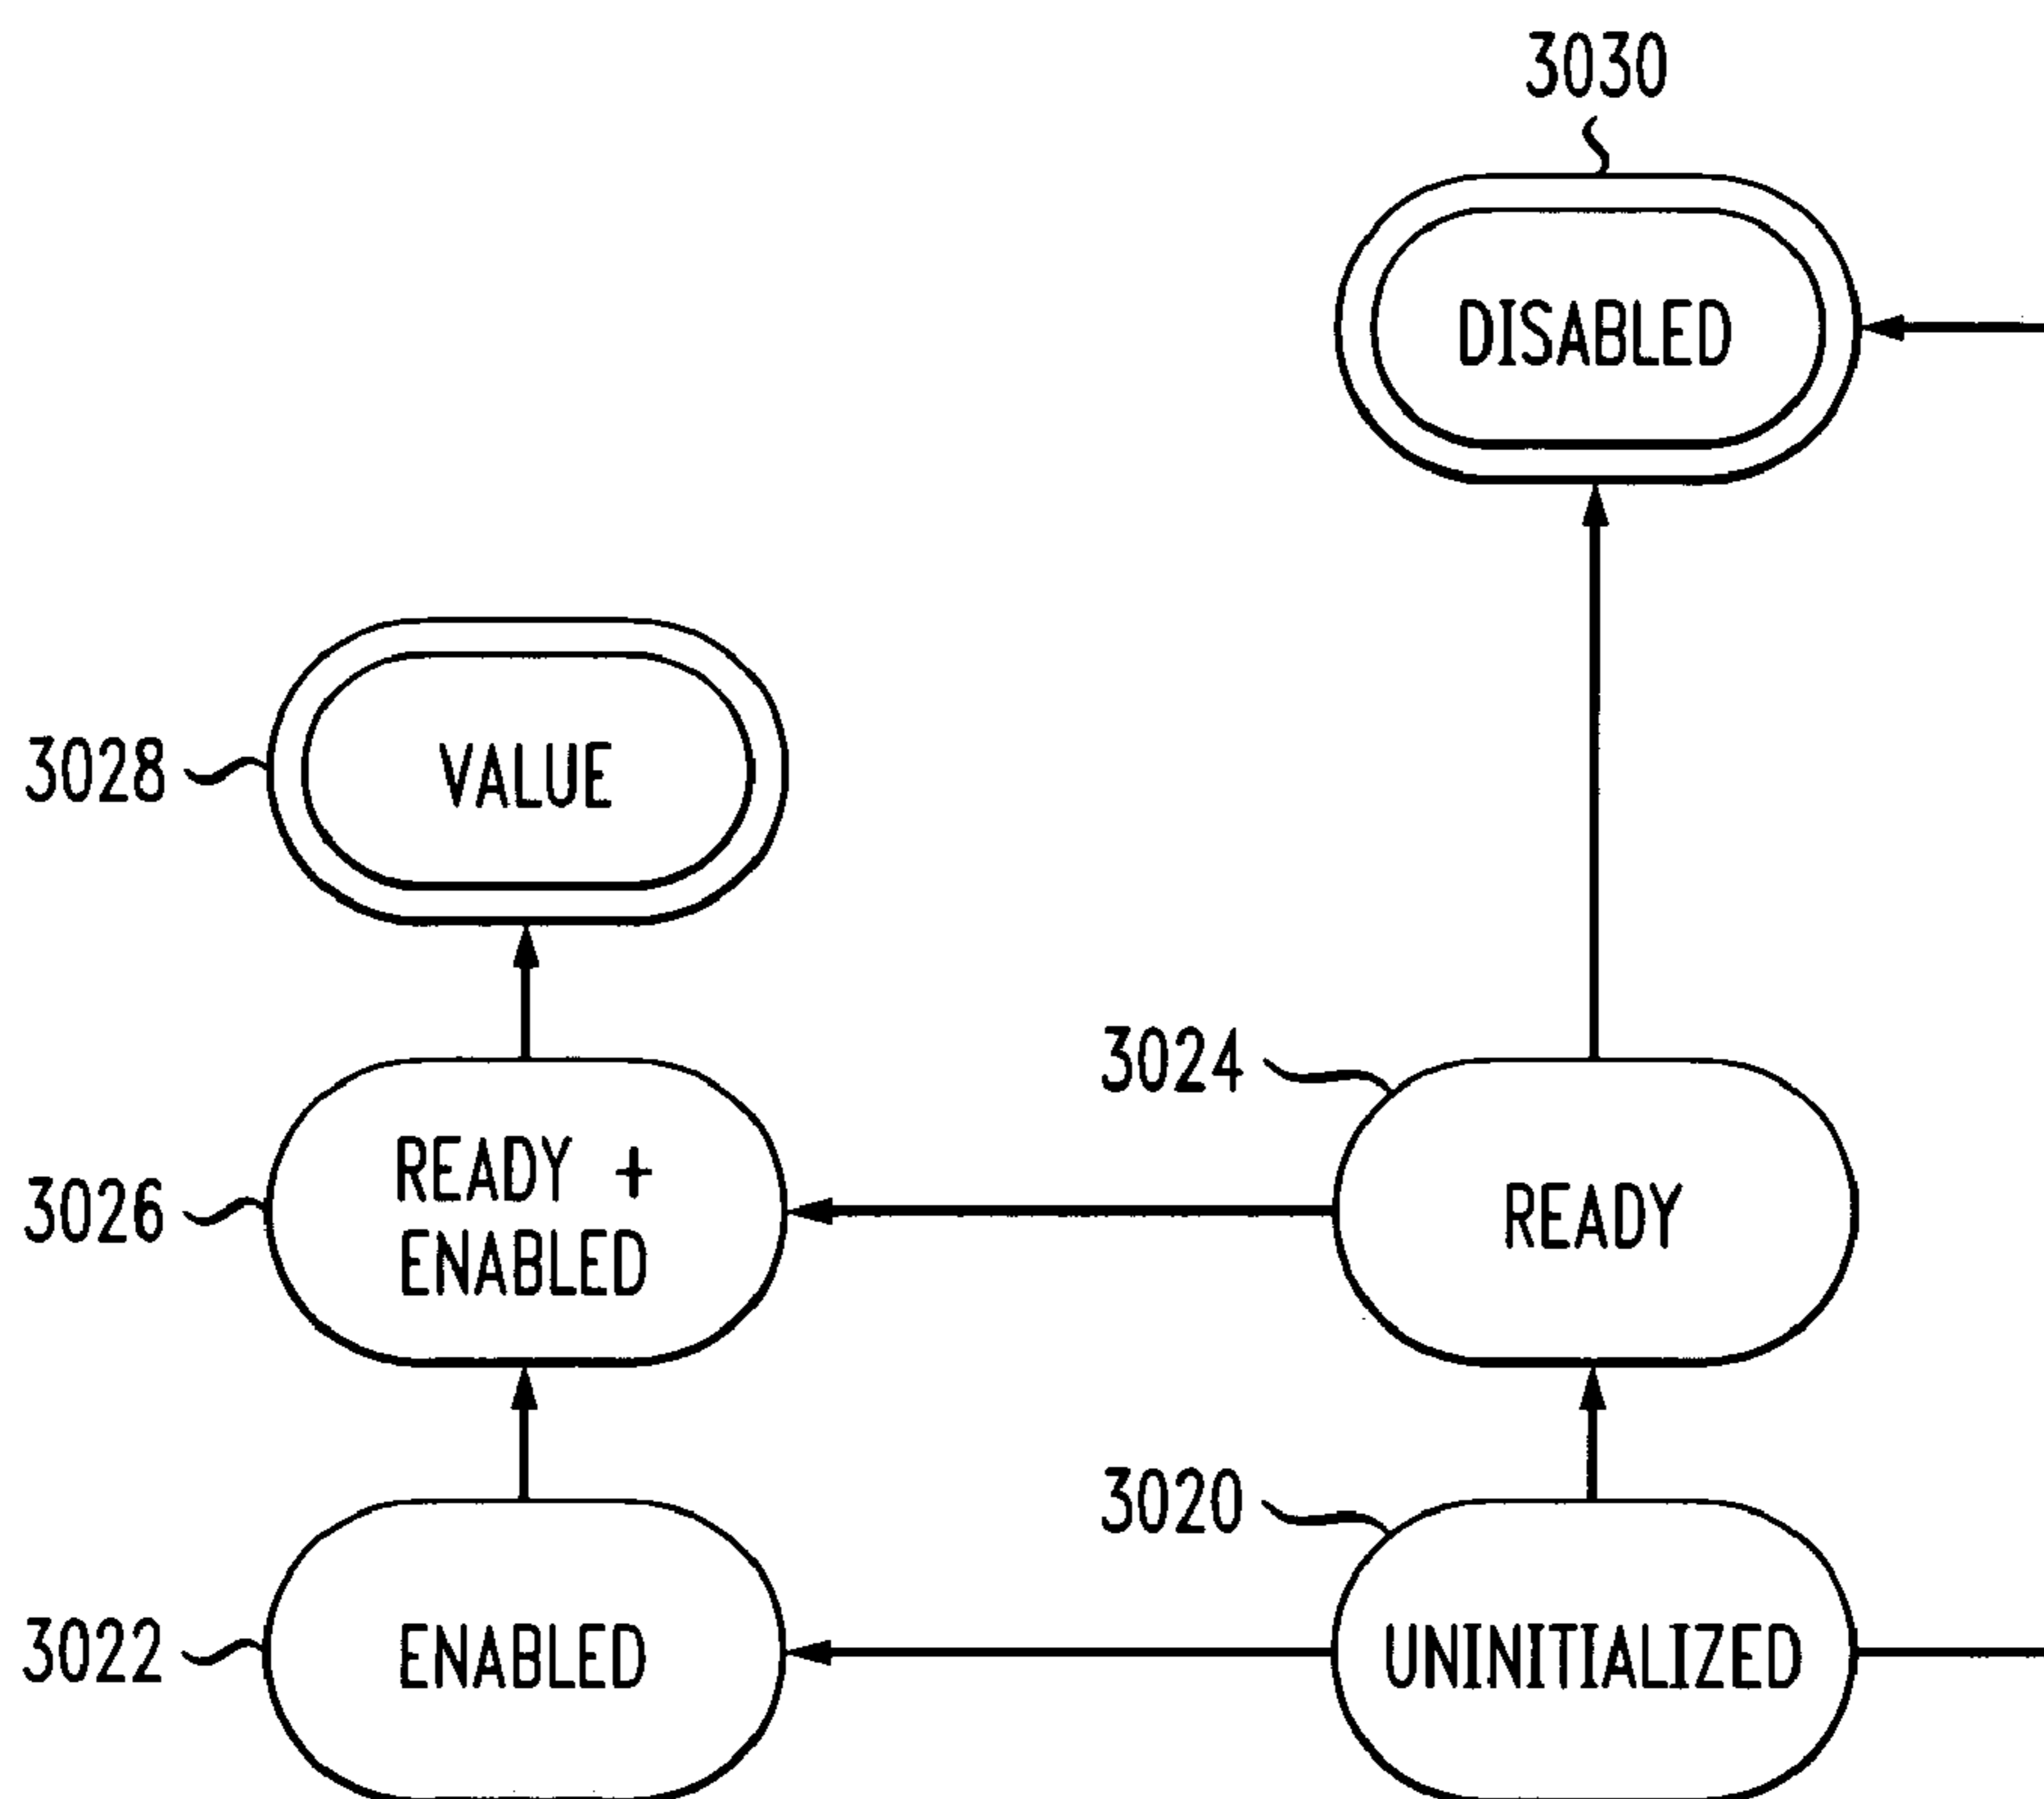 3030
DISABLED
3028
VALUE
3024
3026
READY +
ENABLED
READY
3020
3022
ENABLED
UNINITIALIZED